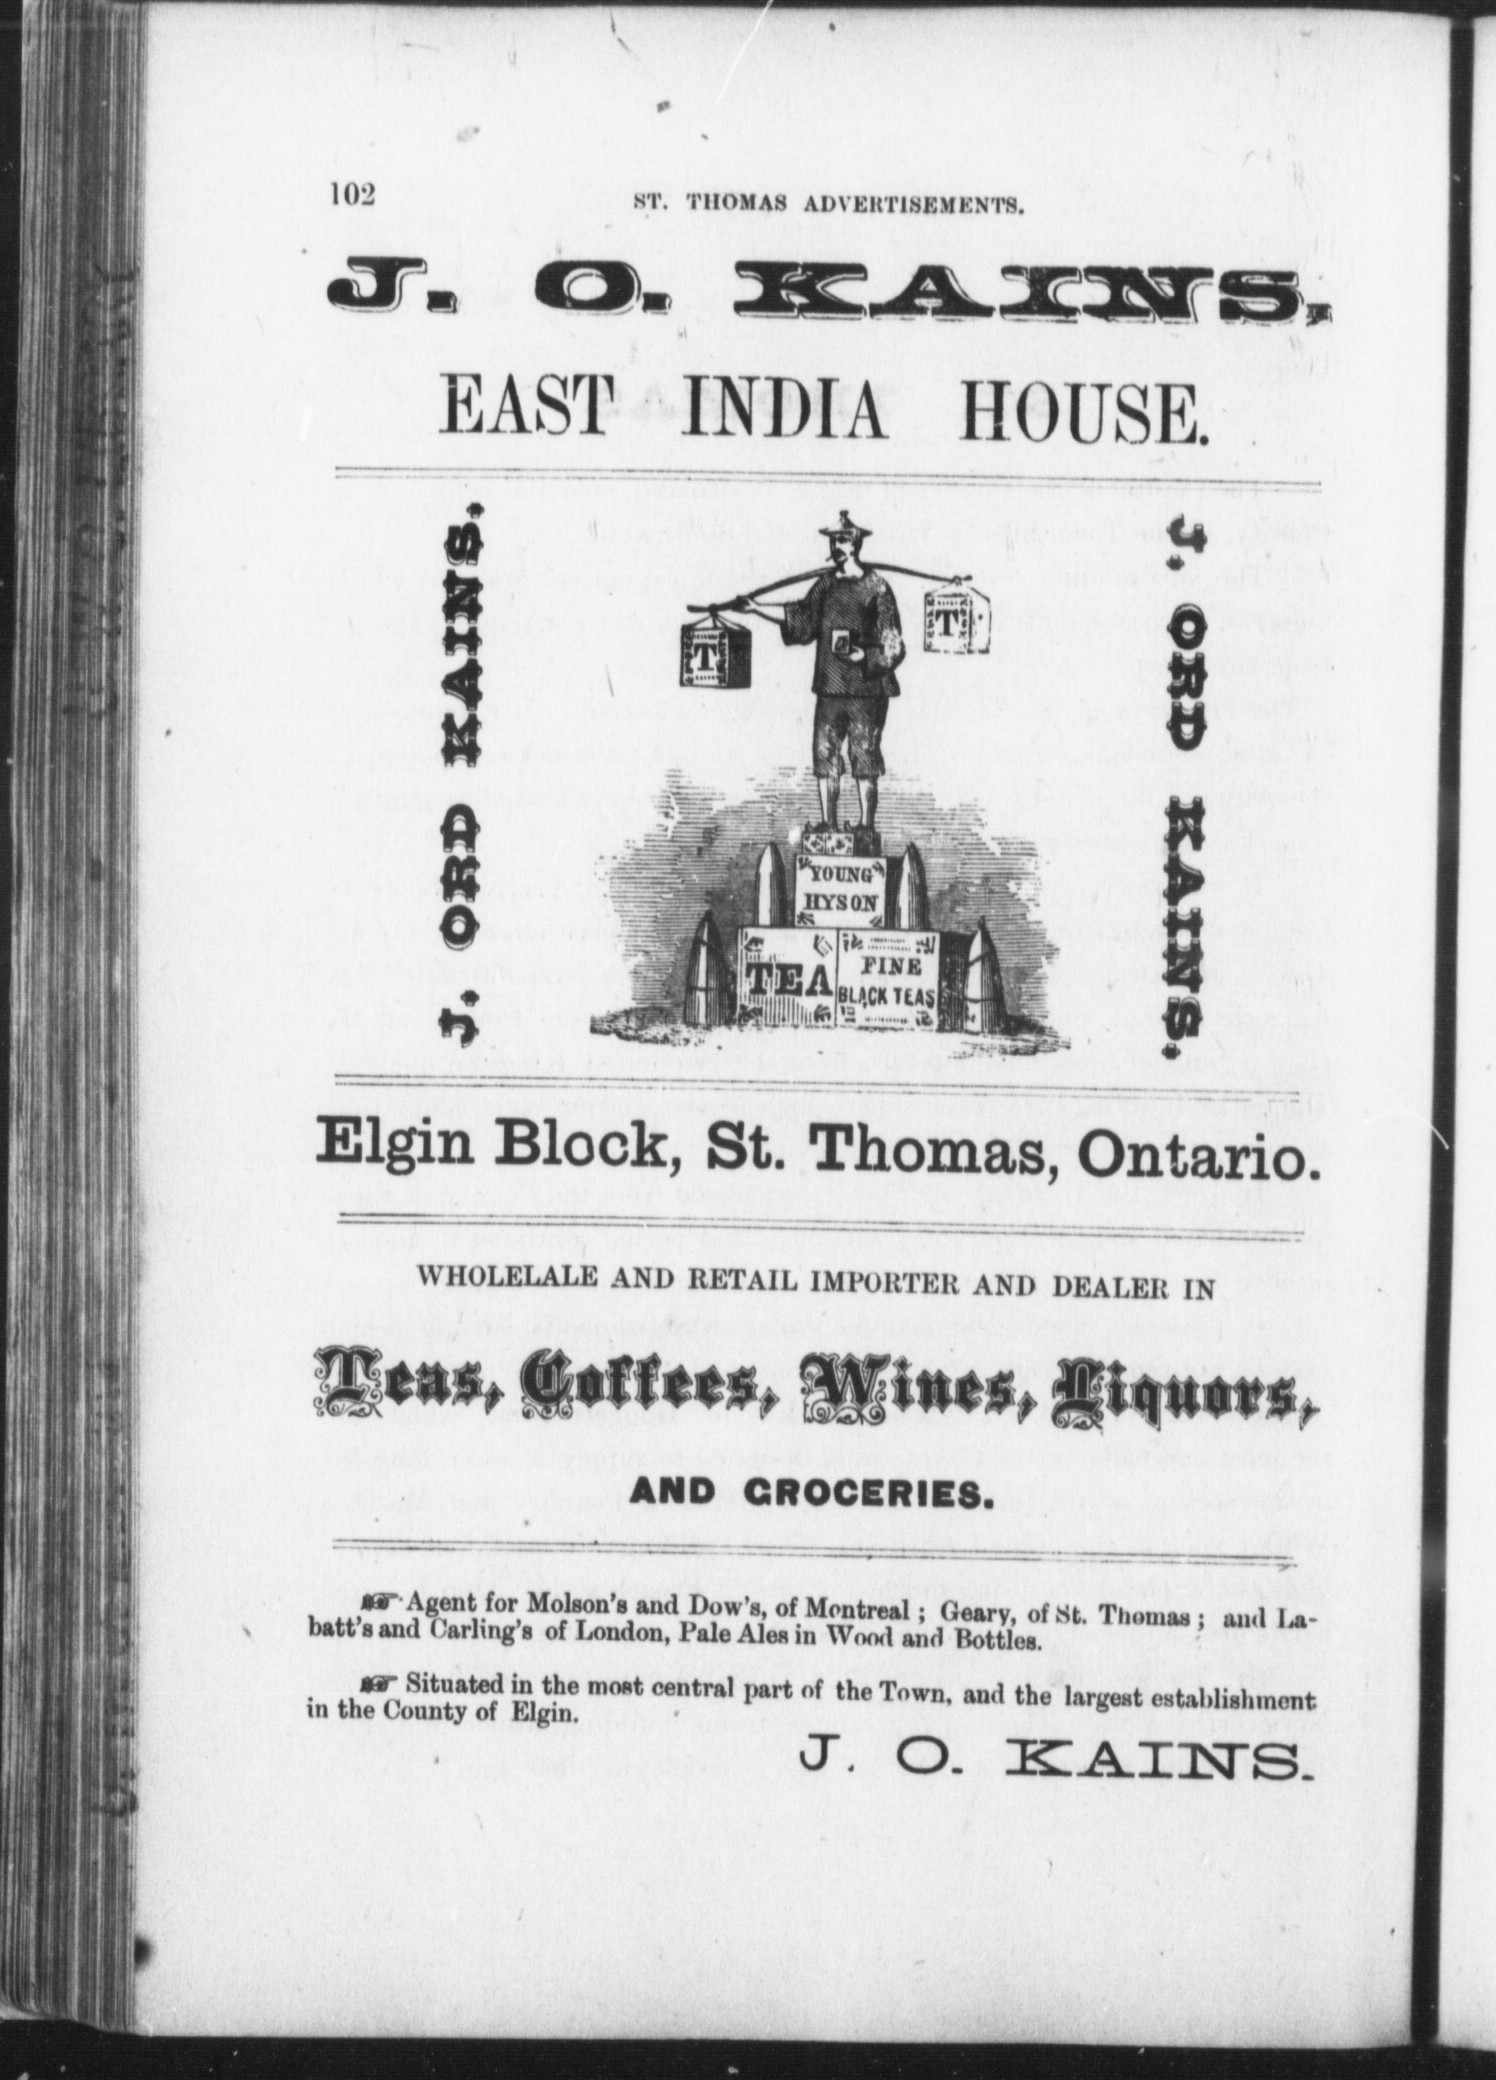 102
ST. THOMAS ADVERTISEMENTS.
J. O. KAINS,
EAST INDIA HOUSE.
J. ORD KAINS.
J. ORD KAINS.
T
T
YOUNG
HYSON
TEA
FINE
BLACK TEAS
Elgin Block, St. Thomas, Ontario.
WHOLELALE AND RETAIL IMPORTER AND DEALER IN
Teas, Coffees, Wines, Liquors,
AND GROCERIES.
☞ Agent for Molson's and Dow's, of Montreal ; Geary, of St. Thomas ; and La-
batt's and Carling's of London, Pale Ales in Wood and Bottles.
☞ Situated in the most central part of the Town, and the largest establishment
in the County of Elgin.
J. O. KAINS.